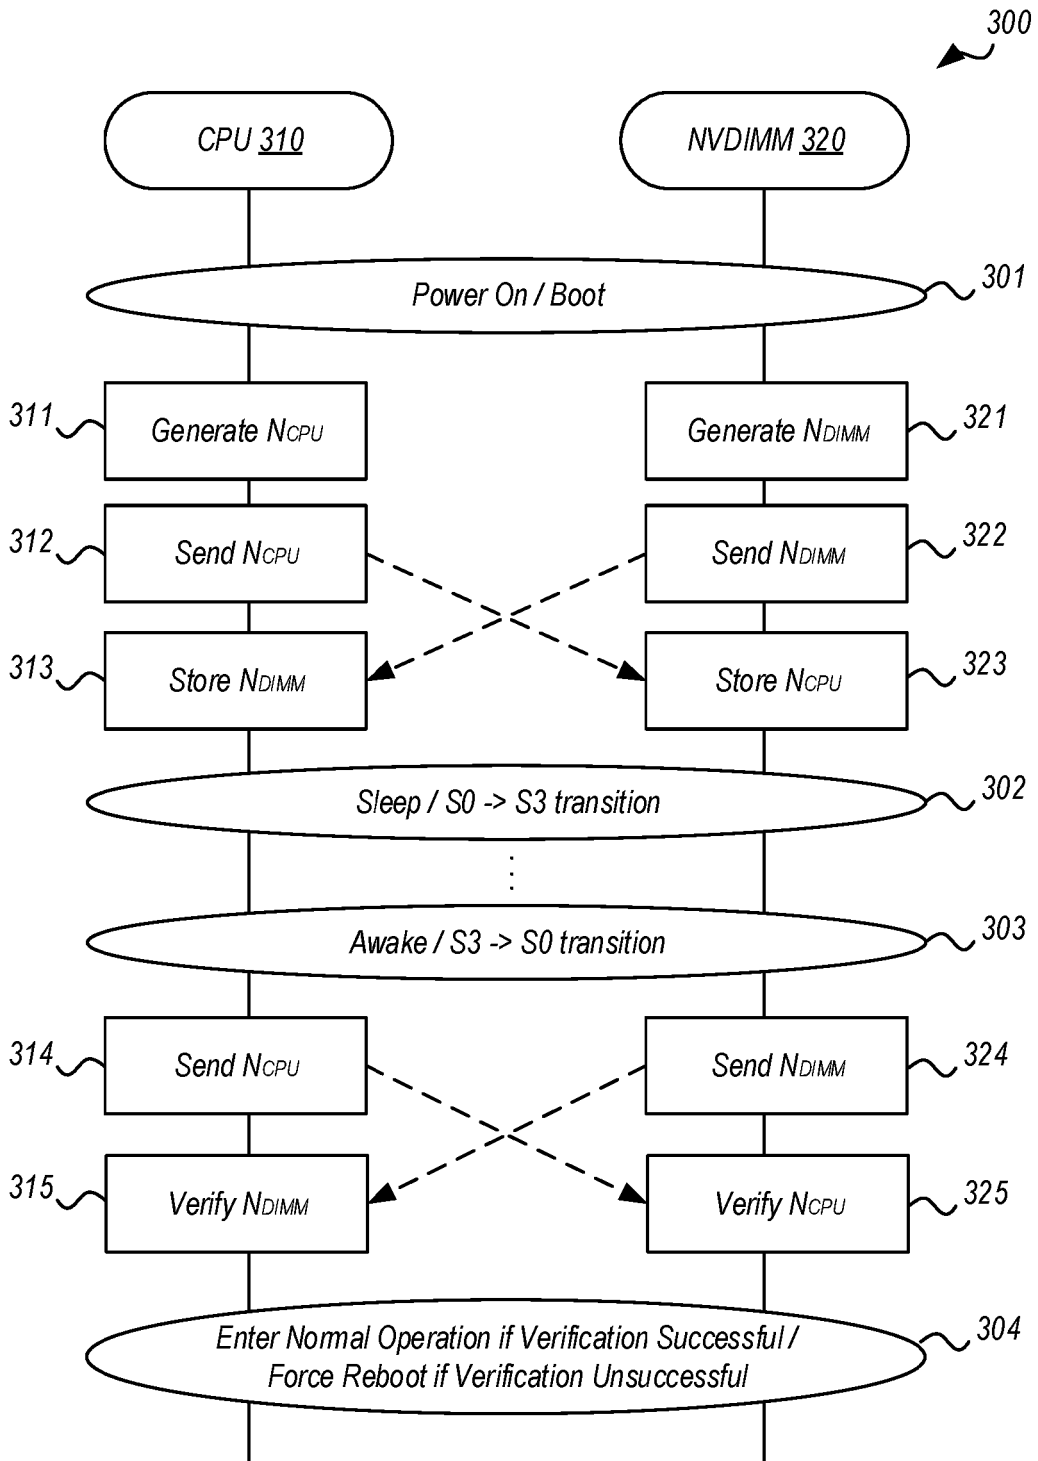 300
CPU 310
NVDIMM 320
Power On / Boot
301
311
Generate NCPU
Generate NDIMM
321
312
Send NCPU
Send NDIMM
322
313
Store NDIMM
Store NCPU
323
Sleep / S0 -> S3 transition
302
Awake / S3 -> S0 transition
303
314
Send NCPU
Send NDIMM
324
315
Verify NDIMM
Verify NCPU
325
Enter Normal Operation if Verification Successful /
Force Reboot if Verification Unsuccessful
304